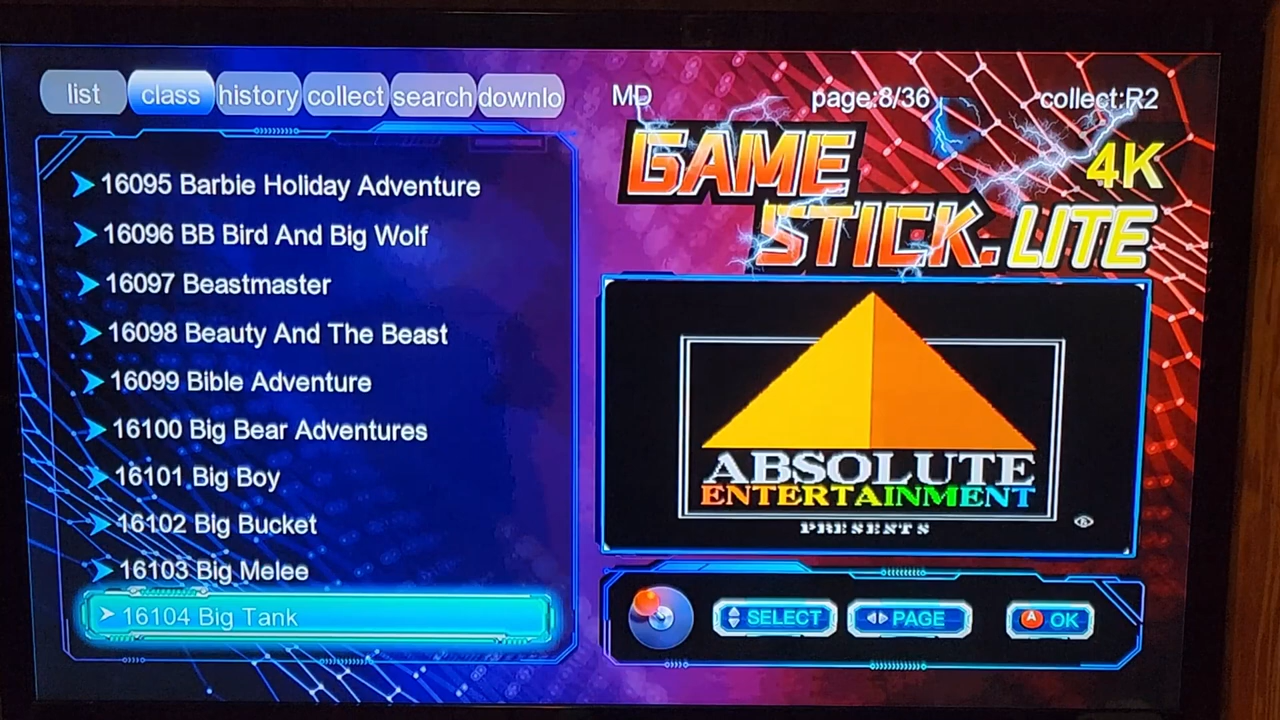 list class history collect search downlo
MD page:8/36 collect:R2
GAME 4K
STICK.LITE
16095 Barbie Holiday Adventure
16096 BB Bird And Big Wolf
16097 Beastmaster
16098 Beauty And The Beast
16099 Bible Adventure
16100 Big Bear Adventures
16101 Big Boy
16102 Big Bucket
16103 Big Melee
16104 Big Tank
ABSOLUTE
ENTERTAINMENT
PRESENTS
SELECT PAGE A OK